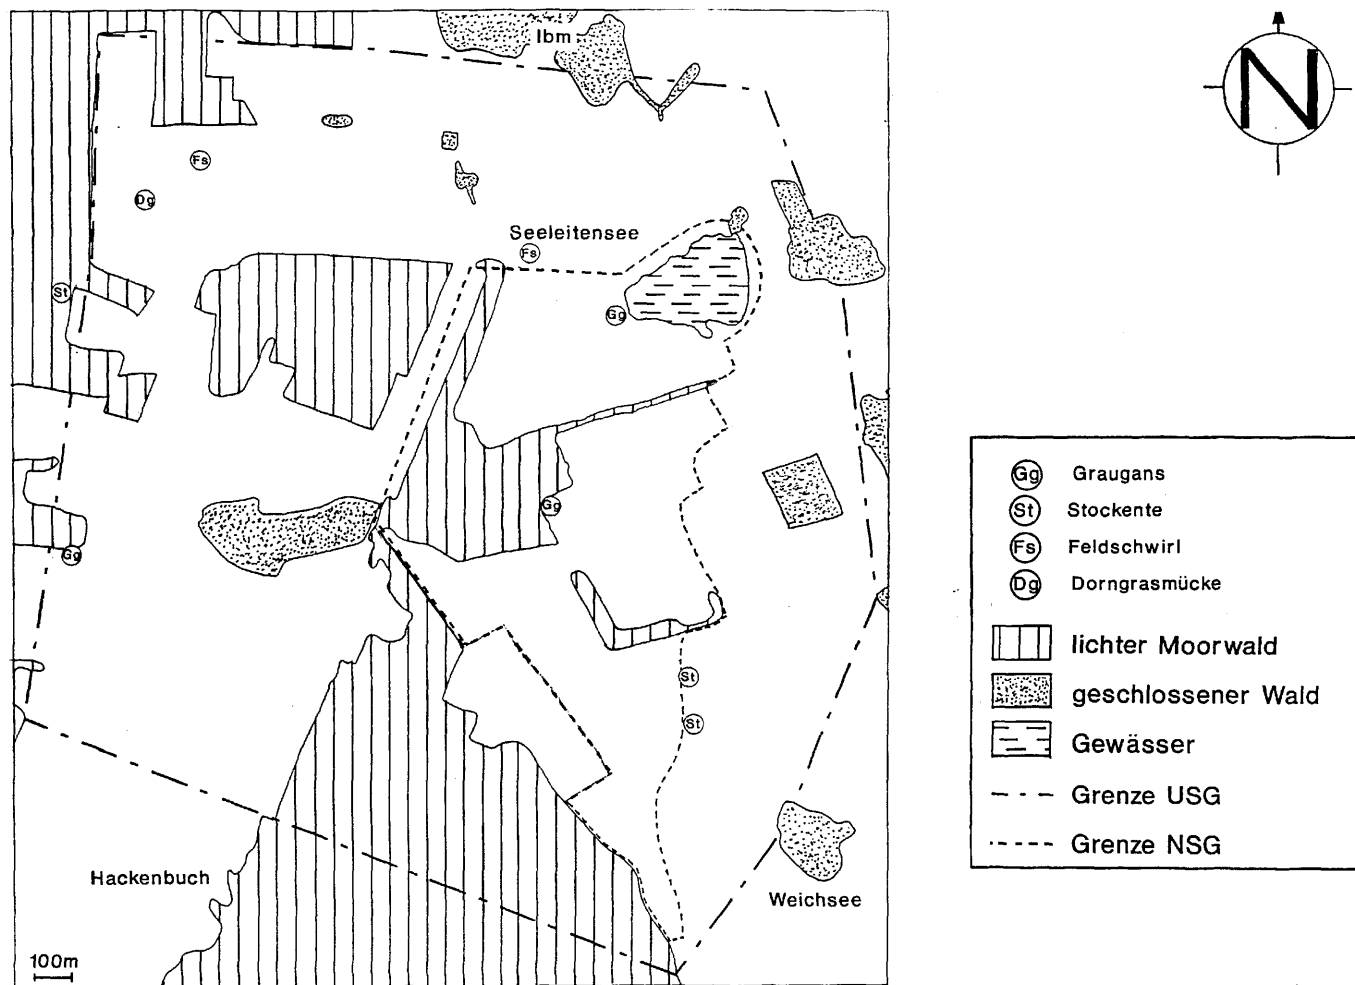 Ibm
N
Fs
Dg
Seeleitensee
Fs
St
Gg
Gg
Gg
St
St
Hackenbuch
Weichsee
100m
Gg Graugans
St Stockente
Fs Feldschwirl
Dg Dorngrasmücke
lichter Moorwald
geschlossener Wald
Gewässer
Grenze USG
Grenze NSG